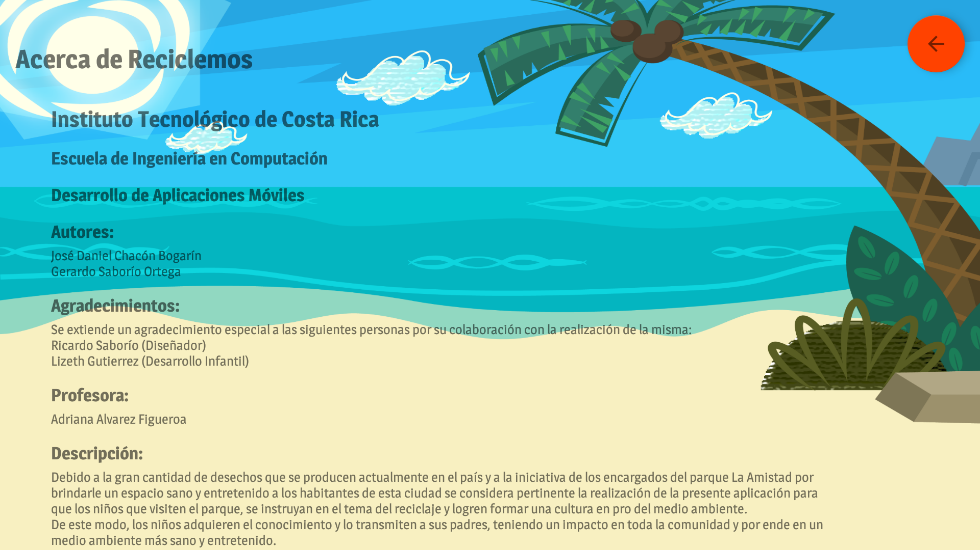 Acerca de Reciclemos
Instituto Tecnológico de Costa Rica
Escuela de Ingeniería en Computación
Desarrollo de Aplicaciones Móviles
Autores:
José Daniel Chacón Bogarín
Gerardo Saborío Ortega
Agradecimientos:
Se extiende un agradecimiento especial a las siguientes personas por su colaboración con la realización de la misma:
Ricardo Saborío (Diseñador)
Lizeth Gutierrez (Desarrollo Infantil)
Profesora:
Adriana Alvarez Figueroa
Descripción:
Debido a la gran cantidad de desechos que se producen actualmente en el país y a la iniciativa de los encargados del parque La Amistad por
brindarle un espacio sano y entretenido a los habitantes de esta ciudad se considera pertinente la realización de la presente aplicación para
que los niños que visiten el parque, se instruyan en el tema del reciclaje y logren formar una cultura en pro del medio ambiente.
De este modo, los niños adquieren el conocimiento y lo transmiten a sus padres, teniendo un impacto en toda la comunidad y por ende en un
medio ambiente más sano y entretenido.